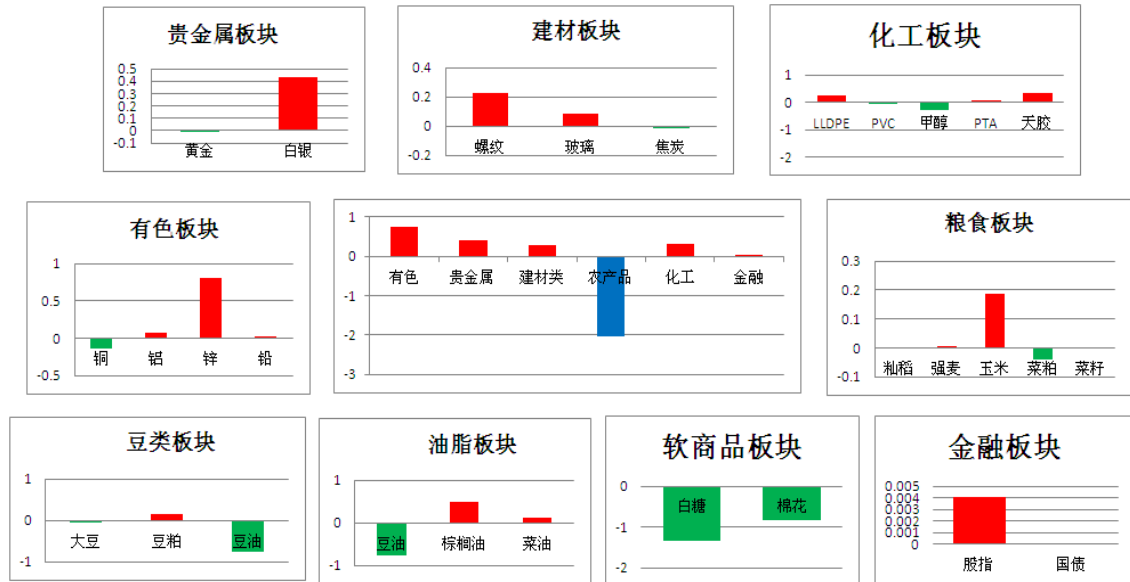 贵金属板块
0.5
0.4
0.3
0.2
0.1
0
-0.1
黄金 白银
建材板块
0.4
0.2
0
-0.2
螺纹 玻璃 焦炭
化工板块
1
0
-1
-2
LLDPE PVC 甲醇 PTA 天胶
有色板块
1
0.5
0
-0.5
铜 铝 锌 铅
1
0
-1
-2
-3
有色 贵金属 建材类 农产品 化工 金融
粮食板块
0.3
0.2
0.1
0
-0.1
籼稻 强麦 玉米 菜粕 菜籽
豆类板块
1
0
-1
大豆 豆粕 豆油
油脂板块
1
0
-1
豆油 棕榈油 菜油
软商品板块
0
-1
-2
白糖 棉花
金融板块
0.005
0.004
0.003
0.002
0.001
0
股指 国债